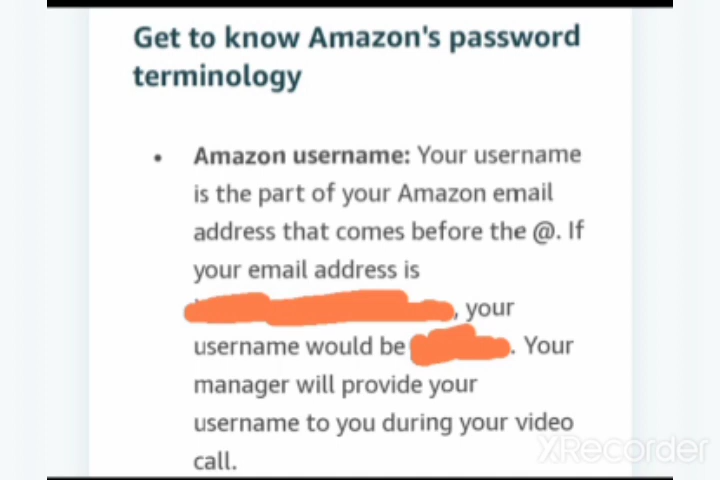 Get to know Amazon's password
terminology
• Amazon username: Your username
is the part of your Amazon email
address that comes before the @. If
your email address is
, your
username would be . Your
manager will provide your
username to you during your video
call.
XRecorder